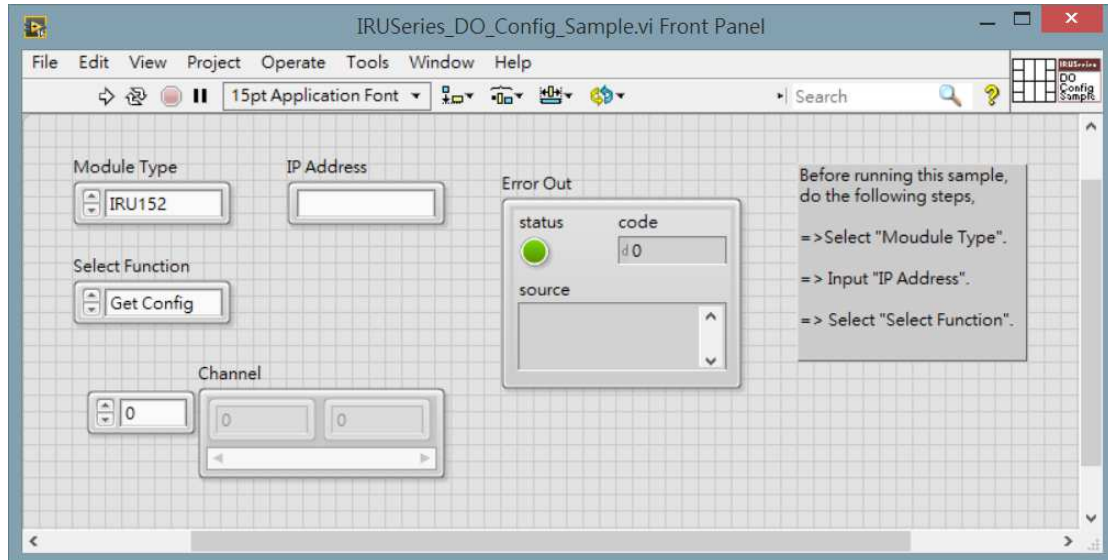 IRUSeries_DO_Config_Sample.vi Front Panel
File Edit View Project Operate Tools Window Help
15pt Application Font
Search
IRUSeries
DO
Config
Sample
Module Type
IRU152
IP Address
Select Function
Get Config
Channel
0
0
0
Error Out
status
code
d 0
source
Before running this sample,
do the following steps,
=>Select "Moudule Type".
=> Input "IP Address".
=> Select "Select Function".